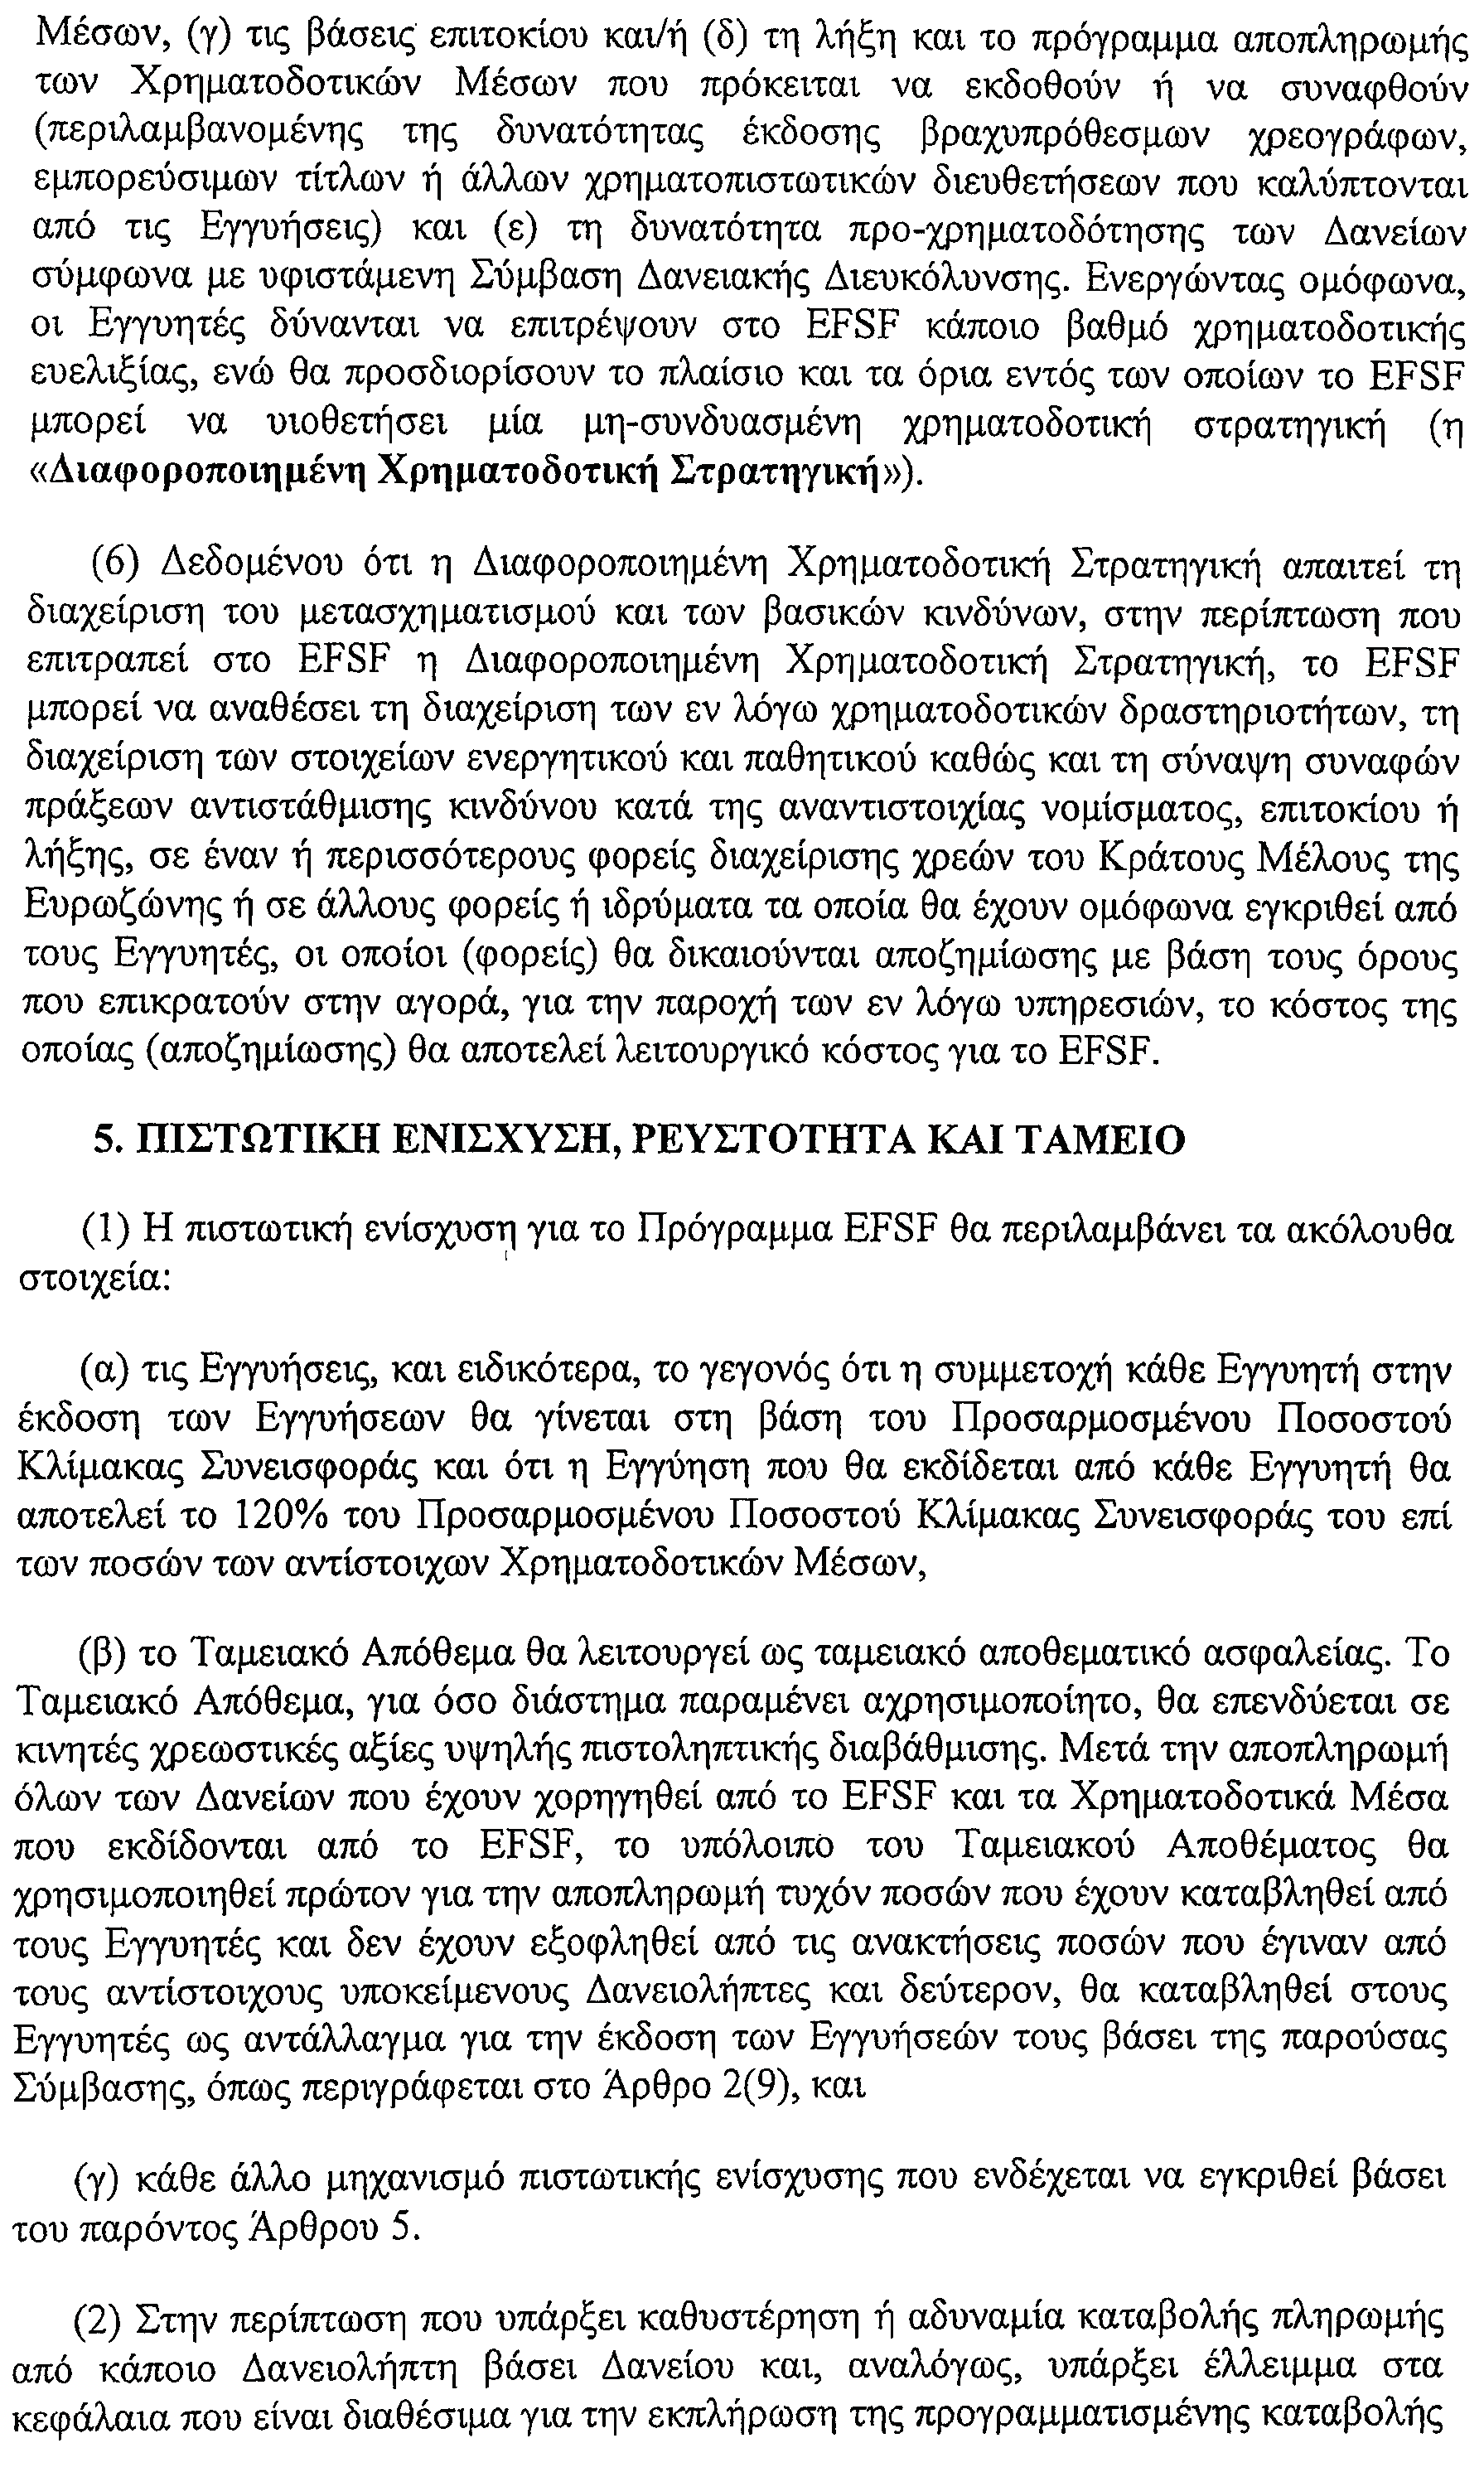 Μέσων, (γ) τις βάσεις επιτοκίου και/ή (δ) τη λήξη και το πρόγραμμα αποπληρωμής
των Χρηματοδοτικών Μέσων που πρόκειται να εκδοθούν ή να συναφθούν
(περιλαμβανομένης της δυνατότητας έκδοσης βραχυπρόθεσμων χρεογράφων,
εμπορεύσιμων τίτλων ή άλλων χρηματοπιστωτικών διευθετήσεων που καλύπτονται
από τις Εγγυήσεις) και (ε) τη δυνατότητα προ-χρηματοδότησης των Δανείων
σύμφωνα με υφιστάμενη Σύμβαση Δανειακής Διευκόλυνσης. Ενεργώντας ομόφωνα,
οι Εγγυητές δύνανται να επιτρέψουν στο EFSF κάποιο βαθμό χρηματοδοτικής
ευελιξίας, ενώ θα προσδιορίσουν το πλαίσιο και τα όρια εντός των οποίων το EFSF
μπορεί να υιοθετήσει μία μη-συνδυασμένη χρηματοδοτική στρατηγική (η
«Διαφοροποιημένη Χρηματοδοτική Στρατηγική»).
(6) Δεδομένου ότι η Διαφοροποιημένη Χρηματοδοτική Στρατηγική απαιτεί τη
διαχείριση του μετασχηματισμού και των βασικών κινδύνων, στην περίπτωση που
επιτραπεί στο EFSF η Διαφοροποιημένη Χρηματοδοτική Στρατηγική, το EFSF
μπορεί να αναθέσει τη διαχείριση των εν λόγω χρηματοδοτικών δραστηριοτήτων, τη
διαχείριση των στοιχείων ενεργητικού και παθητικού καθώς και τη σύναψη συναφών
πράξεων αντιστάθμισης κινδύνου κατά της αναντιστοιχίας νομίσματος, επιτοκίου ή
λήξης, σε έναν ή περισσότερους φορείς διαχείρισης χρεών του Κράτους Μέλους της
Ευρωζώνης ή σε άλλους φορείς ή ιδρύματα τα οποία θα έχουν ομόφωνα εγκριθεί από
τους Εγγυητές, οι οποίοι (φορείς) θα δικαιούνται αποζημίωσης με βάση τους όρους
που επικρατούν στην αγορά, για την παροχή των εν λόγω υπηρεσιών, το κόστος της
οποίας (αποζημίωσης) θα αποτελεί λειτουργικό κόστος για το EFSF.
5. ΠΙΣΤΩΤΙΚΗ ΕΝΙΣΧΥΣΗ, ΡΕΥΣΤΟΤΗΤΑ ΚΑΙ ΤΑΜΕΙΟ
(1) Η πιστωτική ενίσχυση για το Πρόγραμμα EFSF θα περιλαμβάνει τα ακόλουθα
στοιχεία:
(α) τις Εγγυήσεις, και ειδικότερα, το γεγονός ότι η συμμετοχή κάθε Εγγυητή στην
έκδοση των Εγγυήσεων θα γίνεται στη βάση του Προσαρμοσμένου Ποσοστού
Κλίμακας Συνεισφοράς και ότι η Εγγύηση που θα εκδίδεται από κάθε Εγγυητή θα
αποτελεί το 120% του Προσαρμοσμένου Ποσοστού Κλίμακας Συνεισφοράς του επί
των ποσών των αντίστοιχων Χρηματοδοτικών Μέσων,
(β) το Ταμειακό Απόθεμα θα λειτουργεί ως ταμειακό αποθεματικό ασφαλείας. Το
Ταμειακό Απόθεμα, για όσο διάστημα παραμένει αχρησιμοποίητο, θα επενδύεται σε
κινητές χρεωστικές αξίες υψηλής πιστοληπτικής διαβάθμισης. Μετά την αποπληρωμή
όλων των Δανείων που έχουν χορηγηθεί από το EFSF και τα Χρηματοδοτικά Μέσα
που εκδίδονται από το EFSF, το υπόλοιπο του Ταμειακού Αποθέματος θα
χρησιμοποιηθεί πρώτον για την αποπληρωμή τυχόν ποσών που έχουν καταβληθεί από
τους Εγγυητές και δεν έχουν εξοφληθεί από τις ανακτήσεις ποσών που έγιναν από
τους αντίστοιχους υποκείμενους Δανειολήπτες και δεύτερον, θα καταβληθεί στους
Εγγυητές ως αντάλλαγμα για την έκδοση των Εγγυήσεών τους βάσει της παρούσας
Σύμβασης, όπως περιγράφεται στο Άρθρο 2(9), και
(γ) κάθε άλλο μηχανισμό πιστωτικής ενίσχυσης που ενδέχεται να εγκριθεί βάσει
του παρόντος Άρθρου 5.
(2) Στην περίπτωση που υπάρξει καθυστέρηση ή αδυναμία καταβολής πληρωμής
από κάποιο Δανειολήπτη βάσει Δανείου και, αναλόγως, υπάρξει έλλειμμα στα
κεφάλαια που είναι διαθέσιμα για την εκπλήρωση της προγραμματισμένης καταβολής